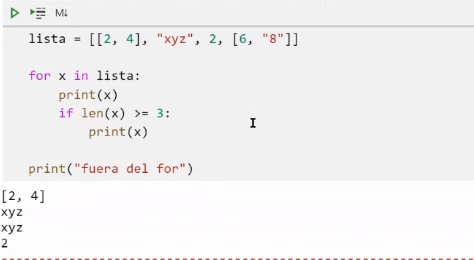 M↓
lista = [[2, 4], "xyz", 2, [6, "8"]]
for x in lista:
    print(x)
    if len(x) >= 3:
        print(x)
print("fuera del for")
[2, 4]
xyz
xyz
2
---------------------------------------------------------------